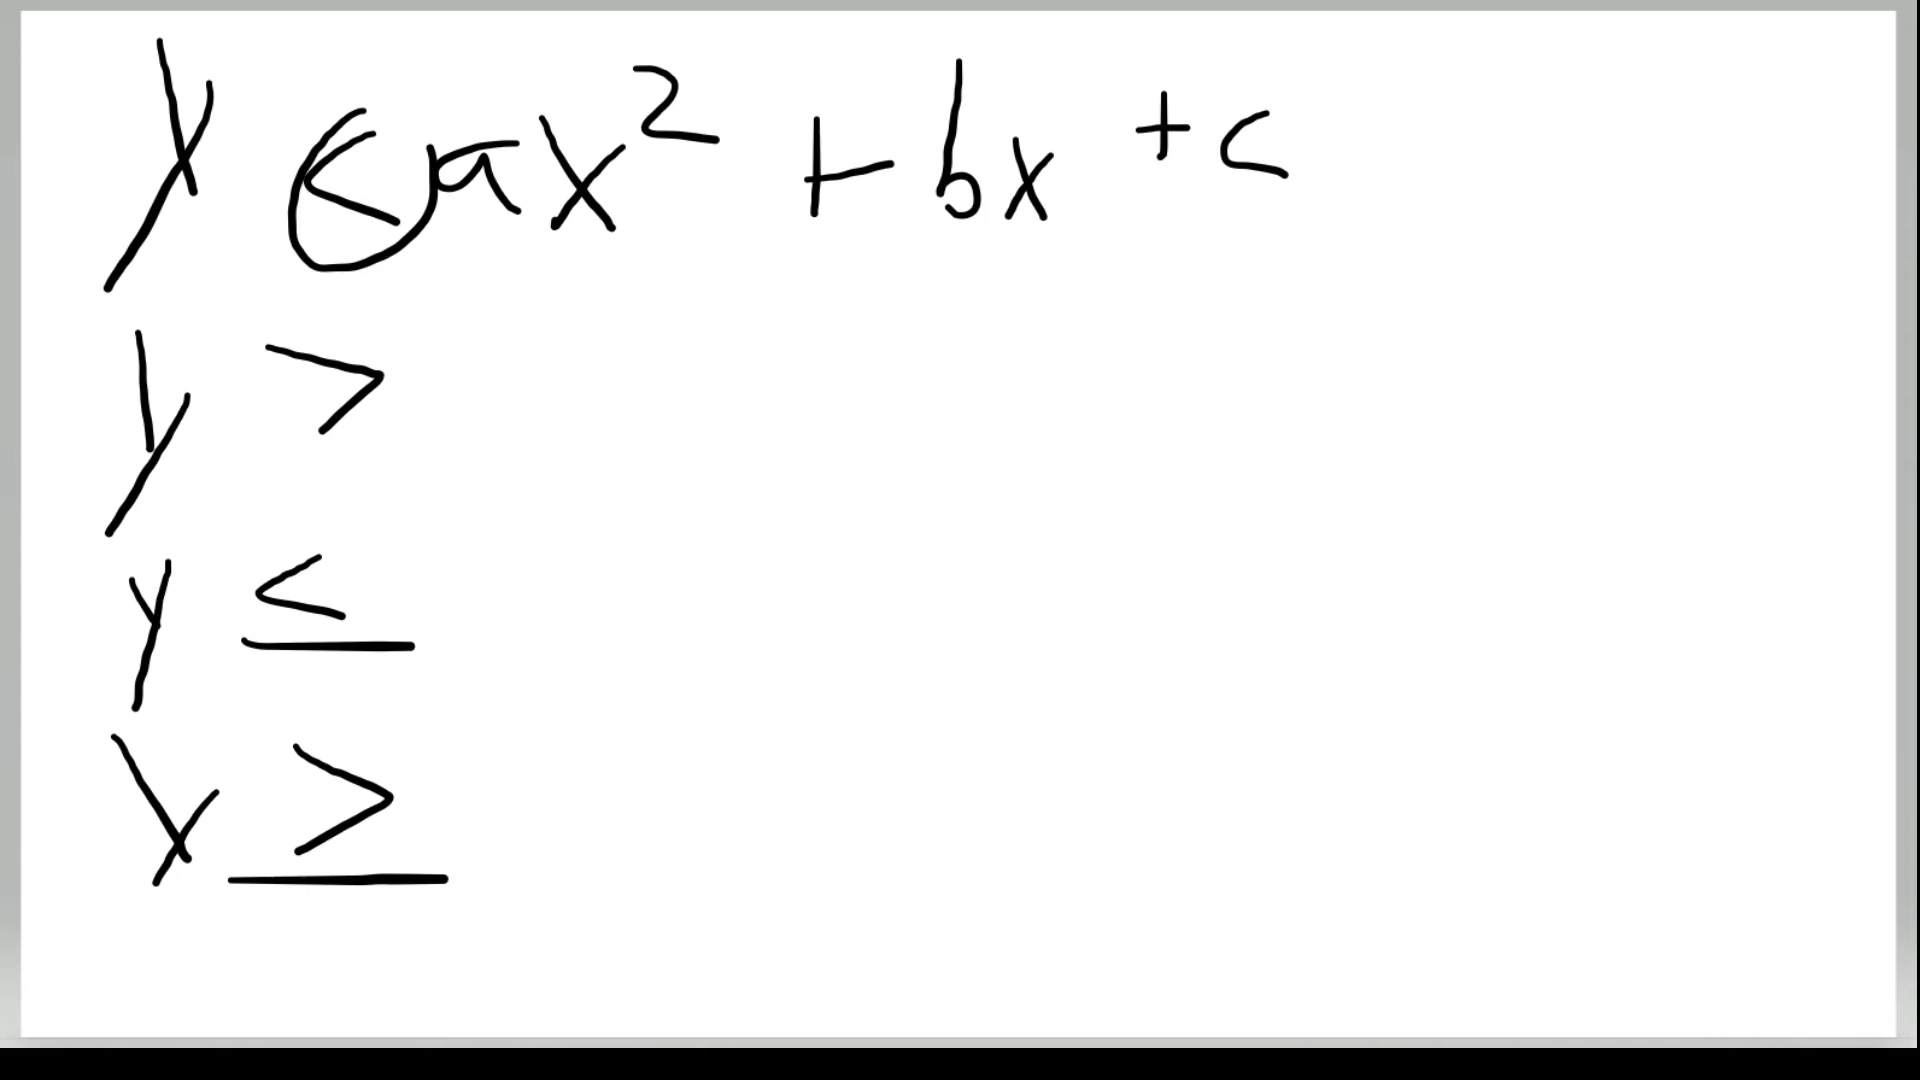 y < ax² + bx + c
y >
y ≤
y ≥